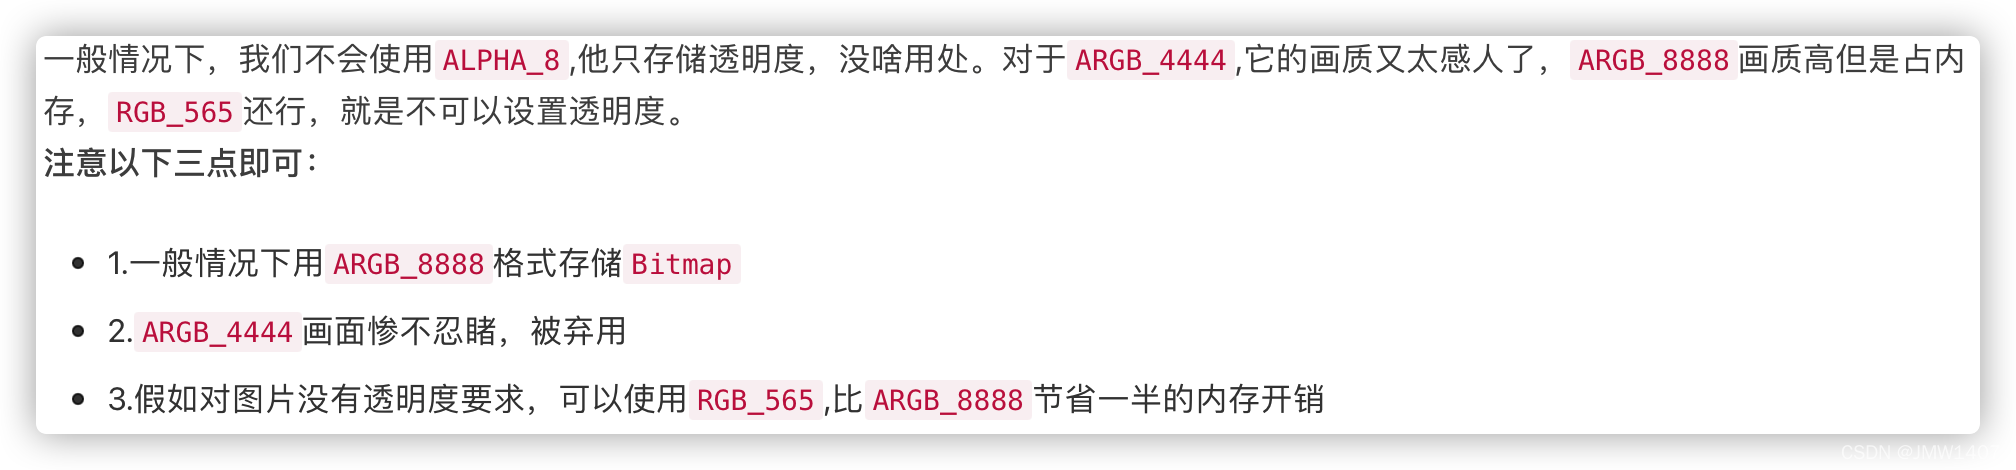 一般情况下，我们不会使用ALPHA_8,他只存储透明度，没啥用处。对于ARGB_4444,它的画质又太感人了，ARGB_8888画质高但是占内
存，RGB_565还行，就是不可以设置透明度。
注意以下三点即可：
• 1.一般情况下用ARGB_8888格式存储Bitmap
• 2.ARGB_4444画面惨不忍睹，被弃用
• 3.假如对图片没有透明度要求，可以使用RGB_565,比ARGB_8888节省一半的内存开销
CSDN